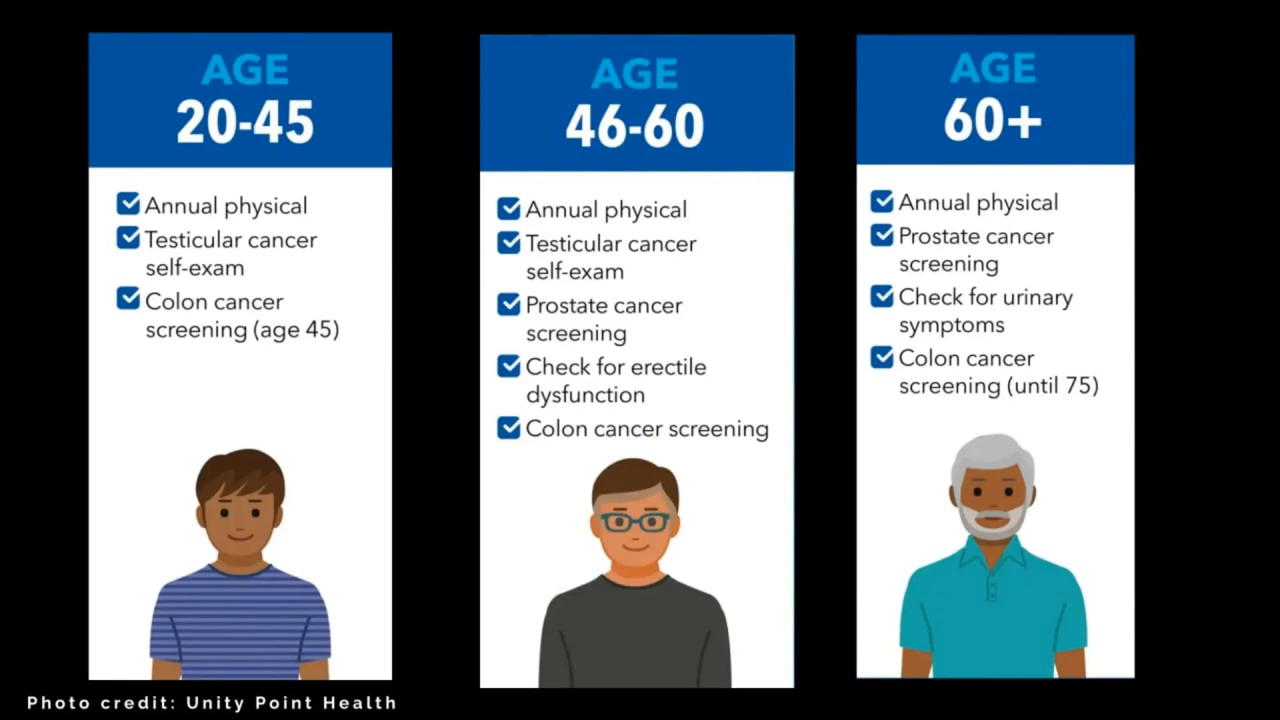 AGE
20-45
Annual physical
Testicular cancer
self-exam
Colon cancer
screening (age 45)
AGE
46-60
Annual physical
Testicular cancer
self-exam
Prostate cancer
screening
Check for erectile
dysfunction
Colon cancer screening
AGE
60+
Annual physical
Prostate cancer
screening
Check for urinary
symptoms
Colon cancer
screening (until 75)
Photo credit: Unity Point Health